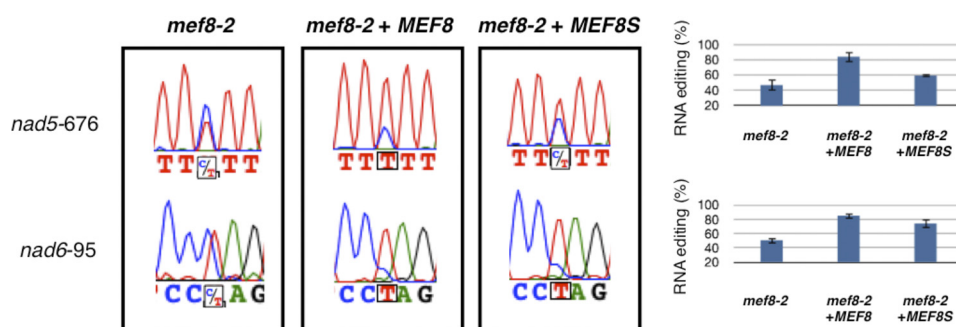 mef8-2 mef8-2 + MEF8 mef8-2 + MEF8S
nad5-676
T T C/T T T
T T T T T
T T C/T T T
nad6-95
C C C/T A G
C C T A G
C C T A G
RNA editing (%)
100
80
60
40
20
mef8-2
mef8-2
+MEF8
mef8-2
+MEF8S
RNA editing (%)
100
80
60
40
20
mef8-2
mef8-2
+MEF8
mef8-2
+MEF8S